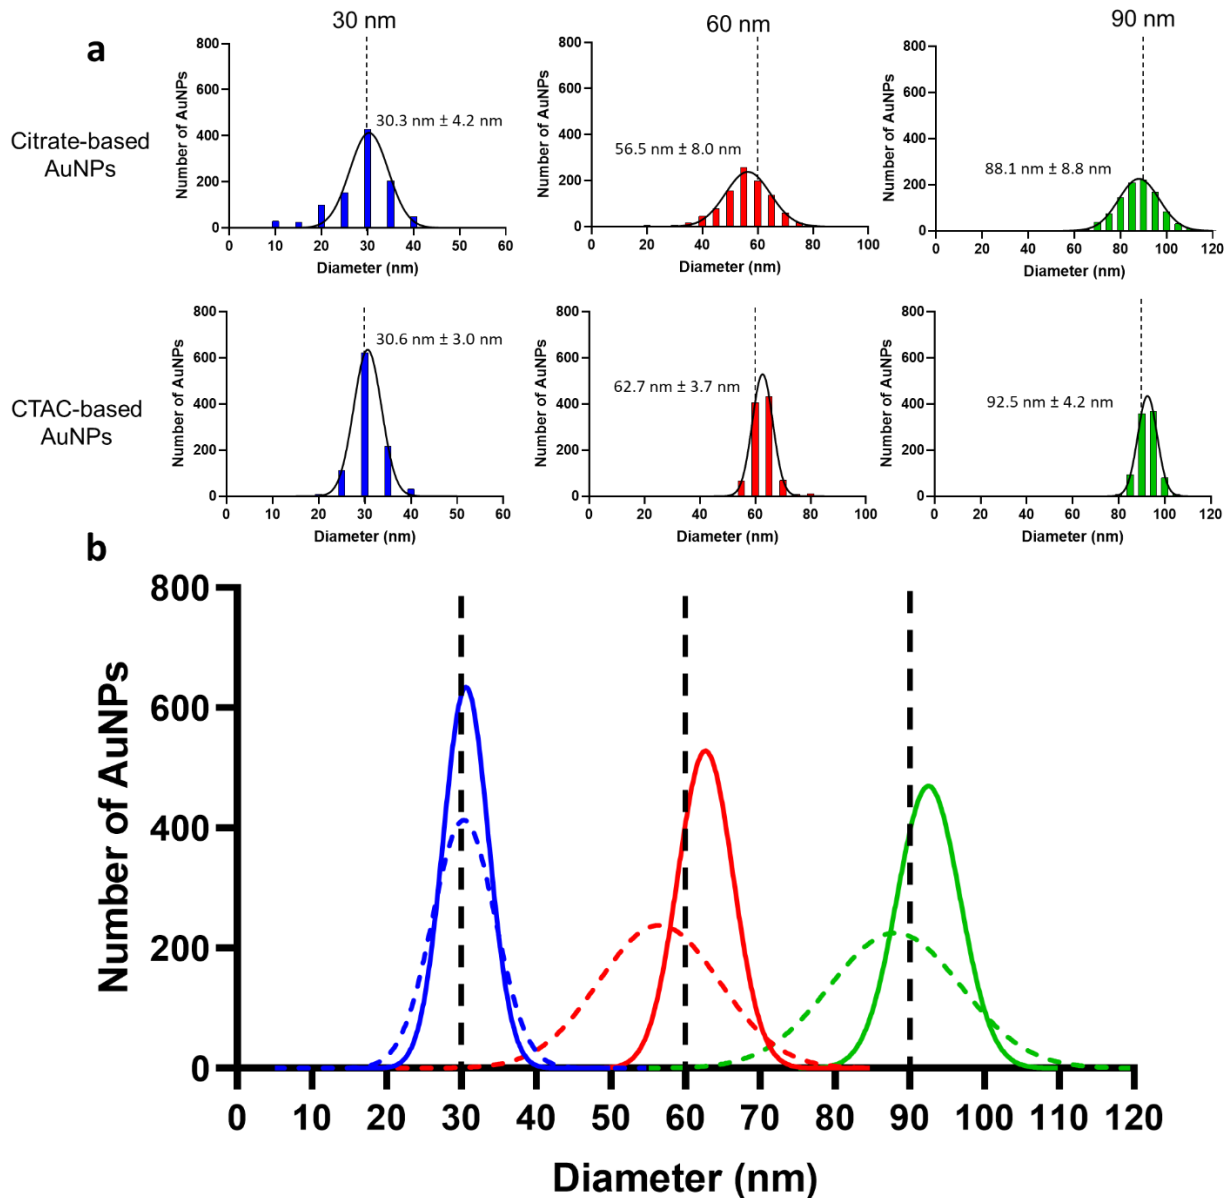 a
30 nm
60 nm
90 nm
Citrate-based
AuNPs
Number of AuNPs
800
600
400
200
0
30.3 nm ± 4.2 nm
0 10 20 30 40 50 60
Diameter (nm)
Number of AuNPs
800
600
400
200
0
56.5 nm ± 8.0 nm
0 20 40 60 80 100
Diameter (nm)
Number of AuNPs
800
600
400
200
0
88.1 nm ± 8.8 nm
0 20 40 60 80 100 120
Diameter (nm)
CTAC-based
AuNPs
Number of AuNPs
800
600
400
200
0
30.6 nm ± 3.0 nm
0 10 20 30 40 50 60
Diameter (nm)
Number of AuNPs
800
600
400
200
0
62.7 nm ± 3.7 nm
0 20 40 60 80 100
Diameter (nm)
Number of AuNPs
800
600
400
200
0
92.5 nm ± 4.2 nm
0 20 40 60 80 100 120
Diameter (nm)
b
Number of AuNPs
800
600
400
200
0
0 10 20 30 40 50 60 70 80 90 100 110 120
Diameter (nm)